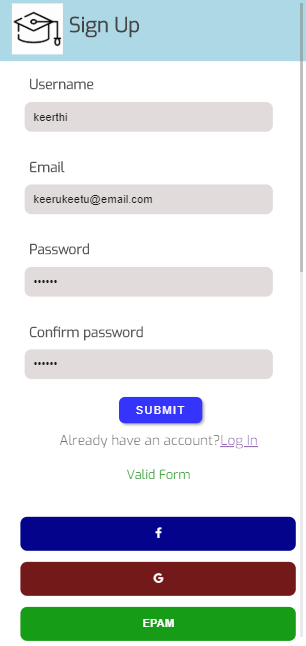 Sign Up
Username
keerthi
Email
keerukeetu@email.com
Password
••••••
Confirm password
••••••
SUBMIT
Already have an account?Log In
Valid Form
f
G
EPAM